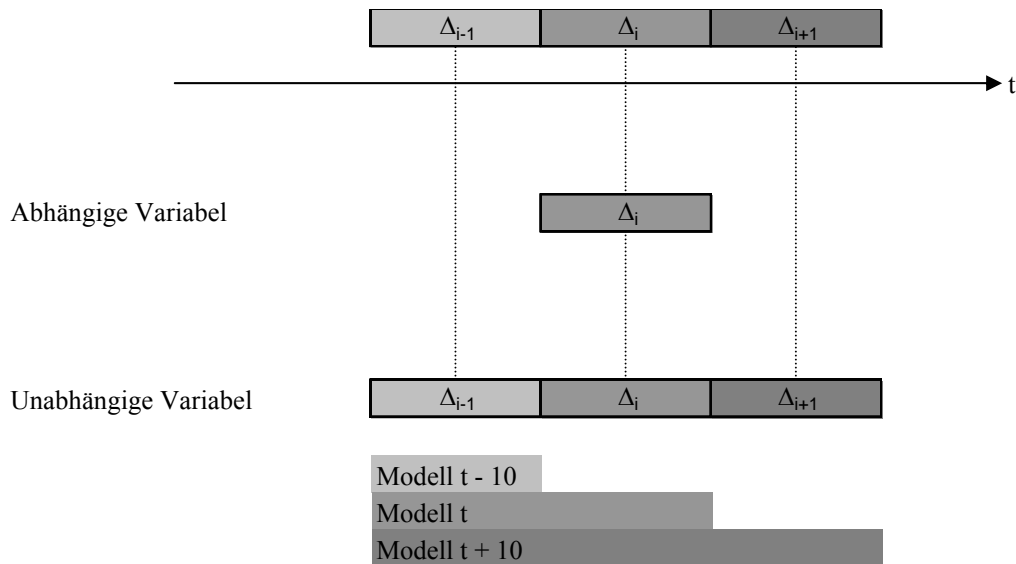 Δi-1 Δi Δi+1
t
Abhängige Variabel Δi
Unabhängige Variabel Δi-1 Δi Δi+1
Modell t - 10
Modell t
Modell t + 10